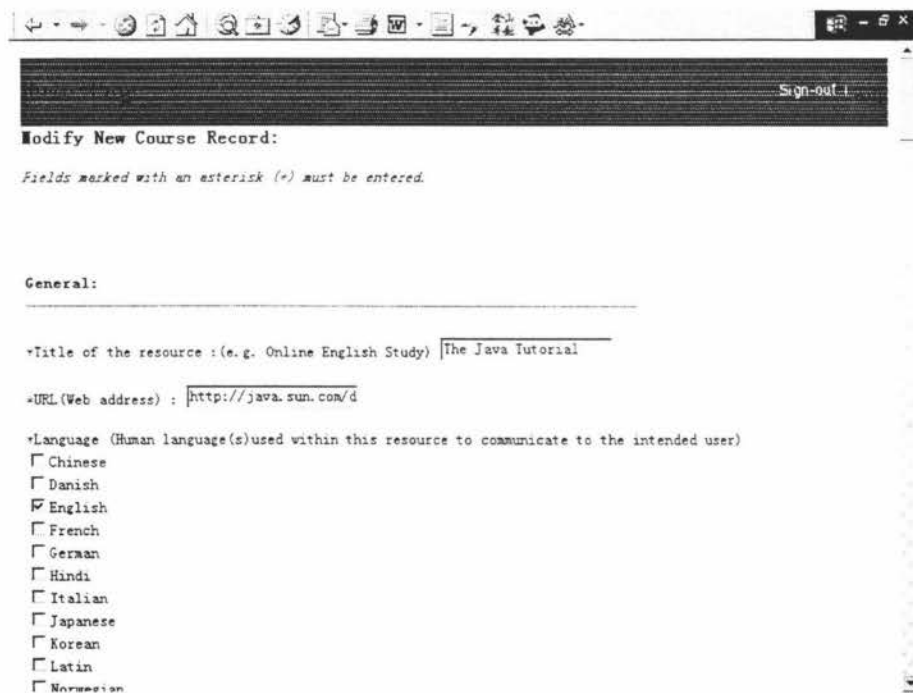 Sign-out
Modify New Course Record:
Fields marked with an asterisk (*) must be entered.
General:
*Title of the resource :(e.g. Online English Study) The Java Tutorial
*URL(Web address) : http://java.sun.com/d
*Language (Human language(s)used within this resource to communicate to the intended user)
Chinese
Danish
English
French
German
Hindi
Italian
Japanese
Korean
Latin
Norwegian